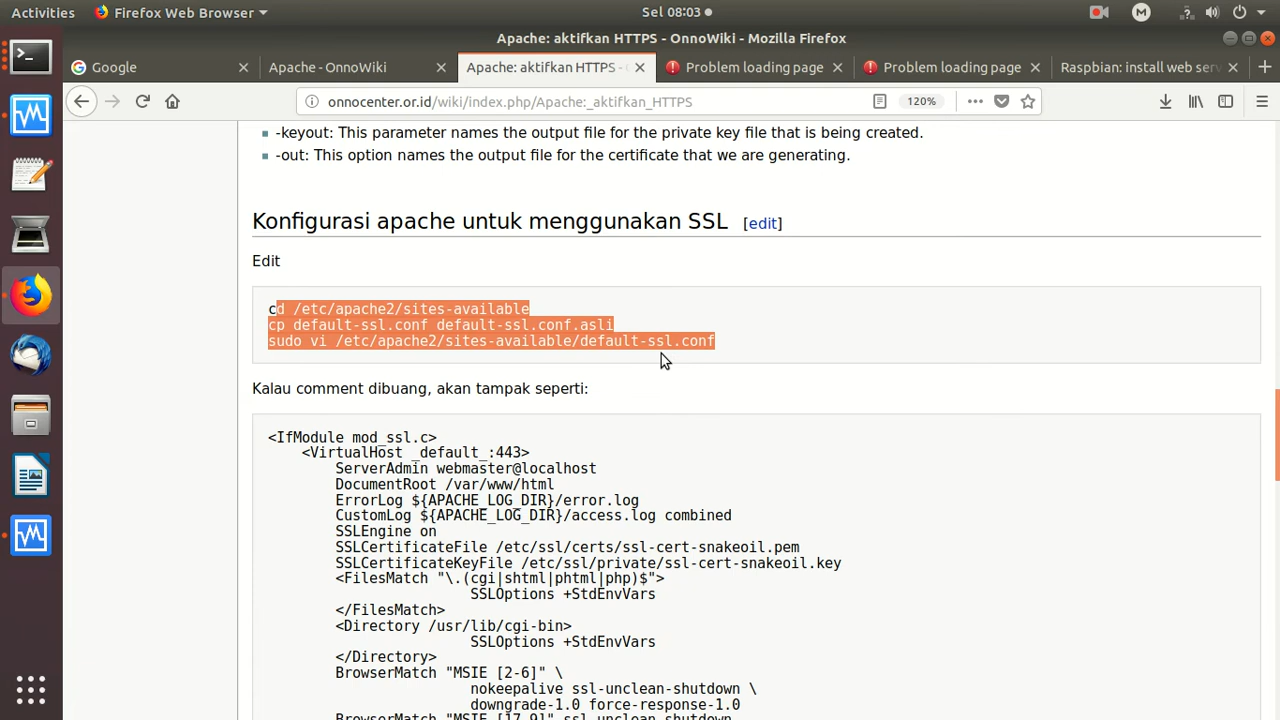 Activities
Firefox Web Browser
Sel 08:03
M
Apache: aktifkan HTTPS - OnnoWiki - Mozilla Firefox
Google
Apache - OnnoWiki
Apache: aktifkan HTTPS -
Problem loading page
Problem loading page
Raspbian: install web serv
onnocenter.or.id/wiki/index.php/Apache:_aktifkan_HTTPS
120%
-keyout: This parameter names the output file for the private key file that is being created.
-out: This option names the output file for the certificate that we are generating.
Konfigurasi apache untuk menggunakan SSL [edit]
Edit
cd /etc/apache2/sites-available
cp default-ssl.conf default-ssl.conf.asli
sudo vi /etc/apache2/sites-available/default-ssl.conf
Kalau comment dibuang, akan tampak seperti:
<IfModule mod_ssl.c>
<VirtualHost _default_:443>
ServerAdmin webmaster@localhost
DocumentRoot /var/www/html
ErrorLog ${APACHE_LOG_DIR}/error.log
CustomLog ${APACHE_LOG_DIR}/access.log combined
SSLEngine on
SSLCertificateFile /etc/ssl/certs/ssl-cert-snakeoil.pem
SSLCertificateKeyFile /etc/ssl/private/ssl-cert-snakeoil.key
<FilesMatch "\.(cgi|shtml|phtml|php)$">
SSLOptions +StdEnvVars
</FilesMatch>
<Directory /usr/lib/cgi-bin>
SSLOptions +StdEnvVars
</Directory>
BrowserMatch "MSIE [2-6]" \
nokeepalive ssl-unclean-shutdown \
downgrade-1.0 force-response-1.0
BrowserMatch "MSIE [17-9]" ssl-unclean-shutdown